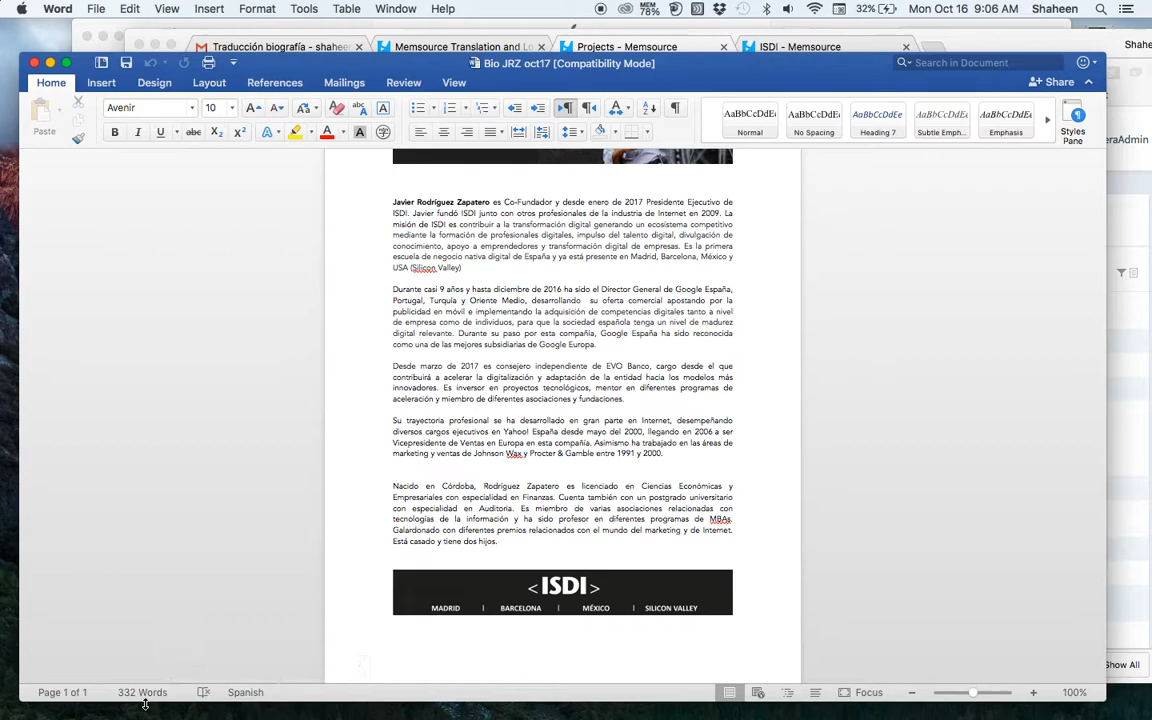 Word File Edit View Insert Format Tools Table Window Help MEM 78% 32% Mon Oct 16 9:06 AM Shaheen
Shahe
Traducción biografía - shahee Memsource Translation and Lo Projects - Memsource ISDI - Memsource
Bio JRZ oct17 [Compatibility Mode] Search in Document
Home Insert Design Layout References Mailings Review View Share
Avenir 10
Paste
AaBbCcDdE AaBbCcDdE AaBbCcDdEe AaBbCcDdEe AaBbCcDdEe
Normal No Spacing Heading 7 Subtle Emph... Emphasis Styles Pane
B I U abe X2 X2
eraAdmin
Javier Rodríguez Zapatero es Co-Fundador y desde enero de 2017 Presidente Ejecutivo de
ISDI. Javier fundó ISDI junto con otros profesionales de la industria de Internet en 2009. La
misión de ISDI es contribuir a la transformación digital generando un ecosistema competitivo
mediante la formación de profesionales digitales, impulso del talento digital, divulgación de
conocimiento, apoyo a emprendedores y transformación digital de empresas. Es la primera
escuela de negocio nativa digital de España y ya está presente en Madrid, Barcelona, México y
USA (Silicon Valley)
Durante casi 9 años y hasta diciembre de 2016 ha sido el Director General de Google España,
Portugal, Turquía y Oriente Medio, desarrollando su oferta comercial apostando por la
publicidad en móvil e implementando la adquisición de competencias digitales tanto a nivel
de empresa como de individuos, para que la sociedad española tenga un nivel de madurez
digital relevante. Durante su paso por esta compañía, Google España ha sido reconocida
como una de las mejores subsidiarias de Google Europa.
Desde marzo de 2017 es consejero independiente de EVO Banco, cargo desde el que
contribuirá a acelerar la digitalización y adaptación de la entidad hacia los modelos más
innovadores. Es inversor en proyectos tecnológicos, mentor en diferentes programas de
aceleración y miembro de diferentes asociaciones y fundaciones.
Su trayectoria profesional se ha desarrollado en gran parte en Internet, desempeñando
diversos cargos ejecutivos en Yahoo! España desde mayo del 2000, llegando en 2006 a ser
Vicepresidente de Ventas en Europa en esta compañía. Asimismo ha trabajado en las áreas de
marketing y ventas de Johnson Wax y Procter & Gamble entre 1991 y 2000.
Nacido en Córdoba, Rodríguez Zapatero es licenciado en Ciencias Económicas y
Empresariales con especialidad en Finanzas. Cuenta también con un postgrado universitario
con especialidad en Auditoria. Es miembro de varias asociaciones relacionadas con
tecnologías de la información y ha sido profesor en diferentes programas de MBAs.
Galardonado con diferentes premios relacionados con el mundo del marketing y de Internet.
Está casado y tiene dos hijos.
<ISDI>
MADRID | BARCELONA | MÉXICO | SILICON VALLEY
Show All
Page 1 of 1 332 Words Spanish Focus 100%